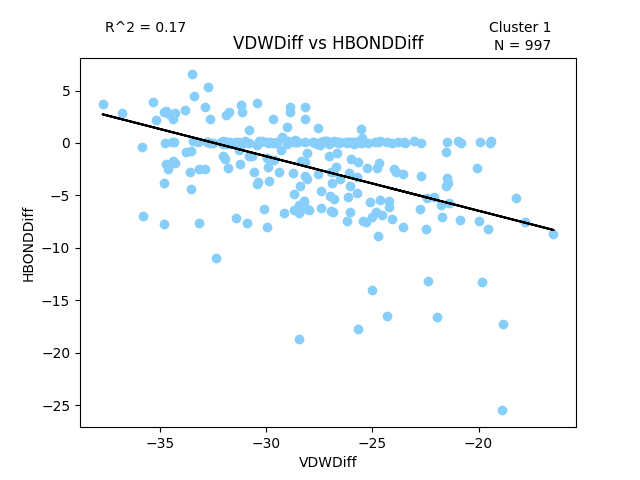 R^2 = 0.17
Cluster 1
N = 997
VDWDiff vs HBONDDiff
5
0
−5
−10
−15
−20
−25
HBONDDiff
−35
−30
−25
−20
VDWDiff